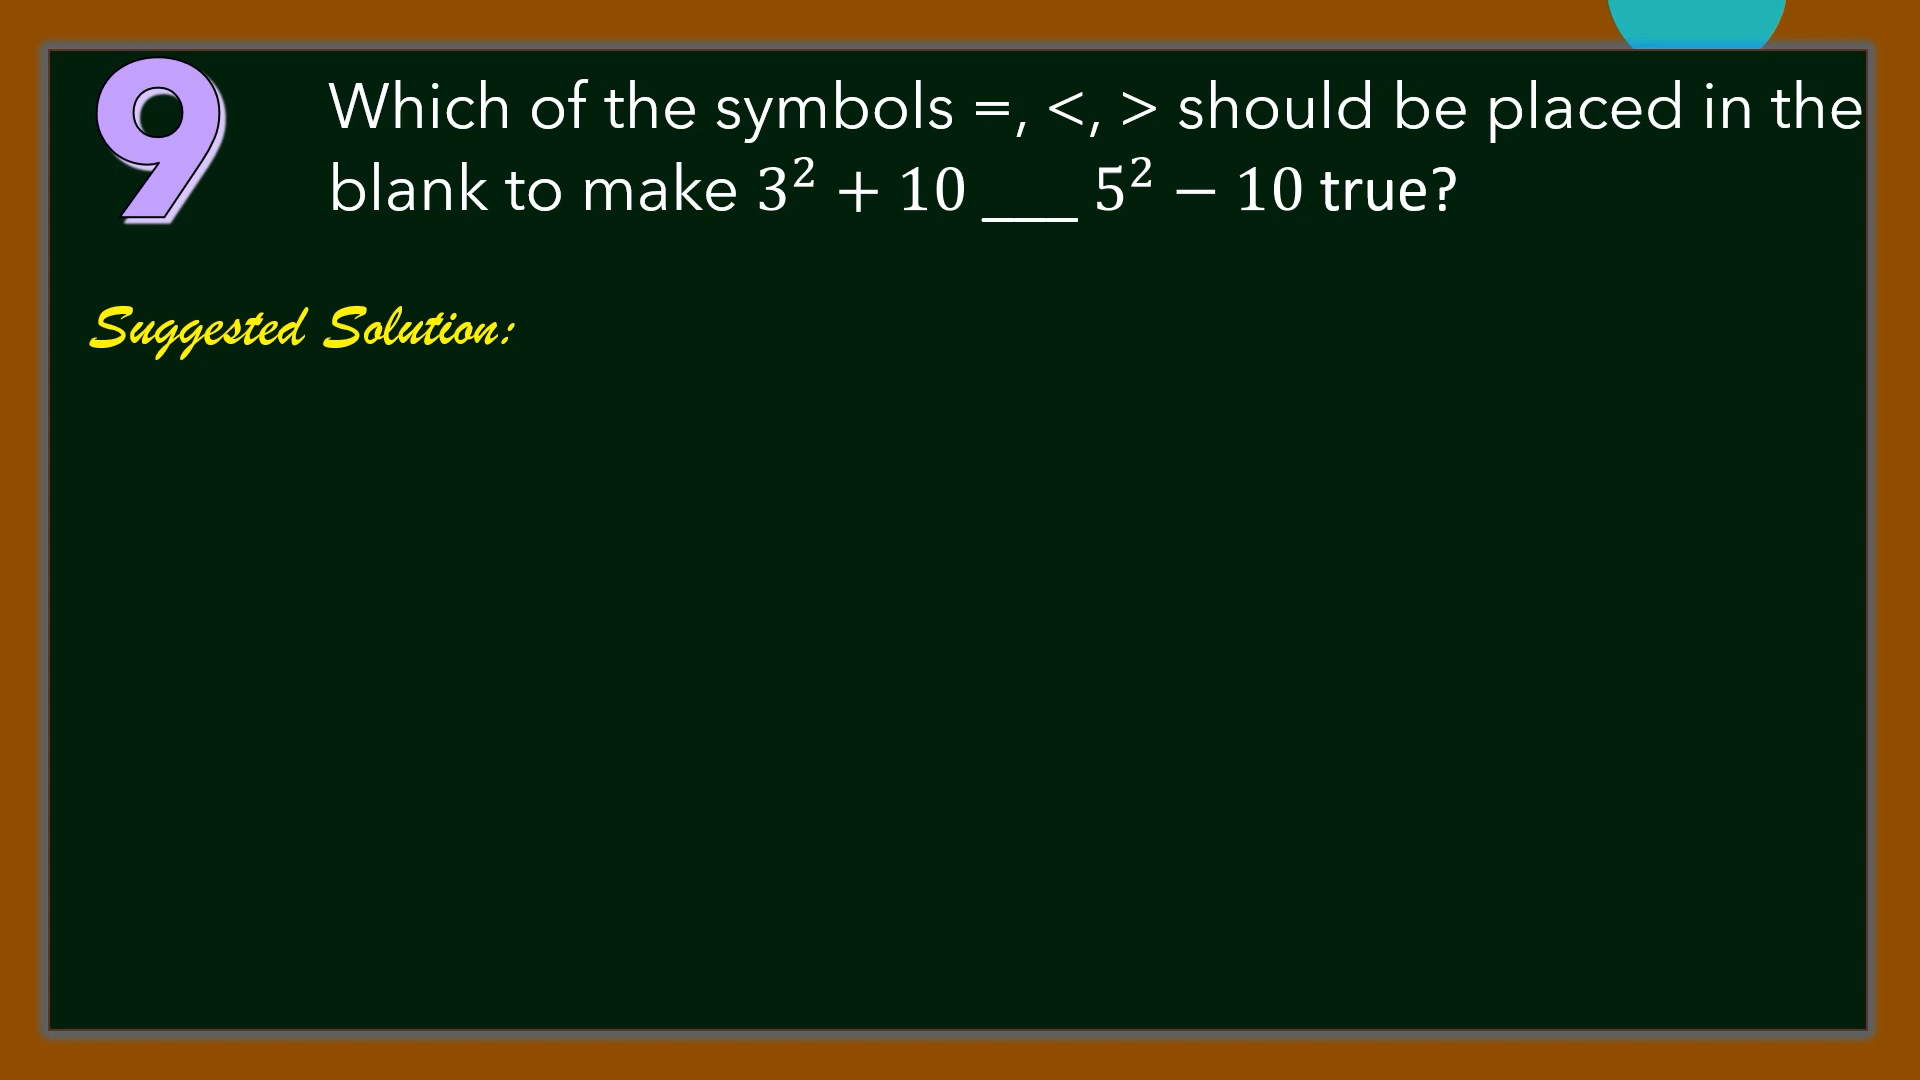 9
Which of the symbols =, <, > should be placed in the
blank to make 3² + 10 ___ 5² − 10 true?
Suggested Solution: